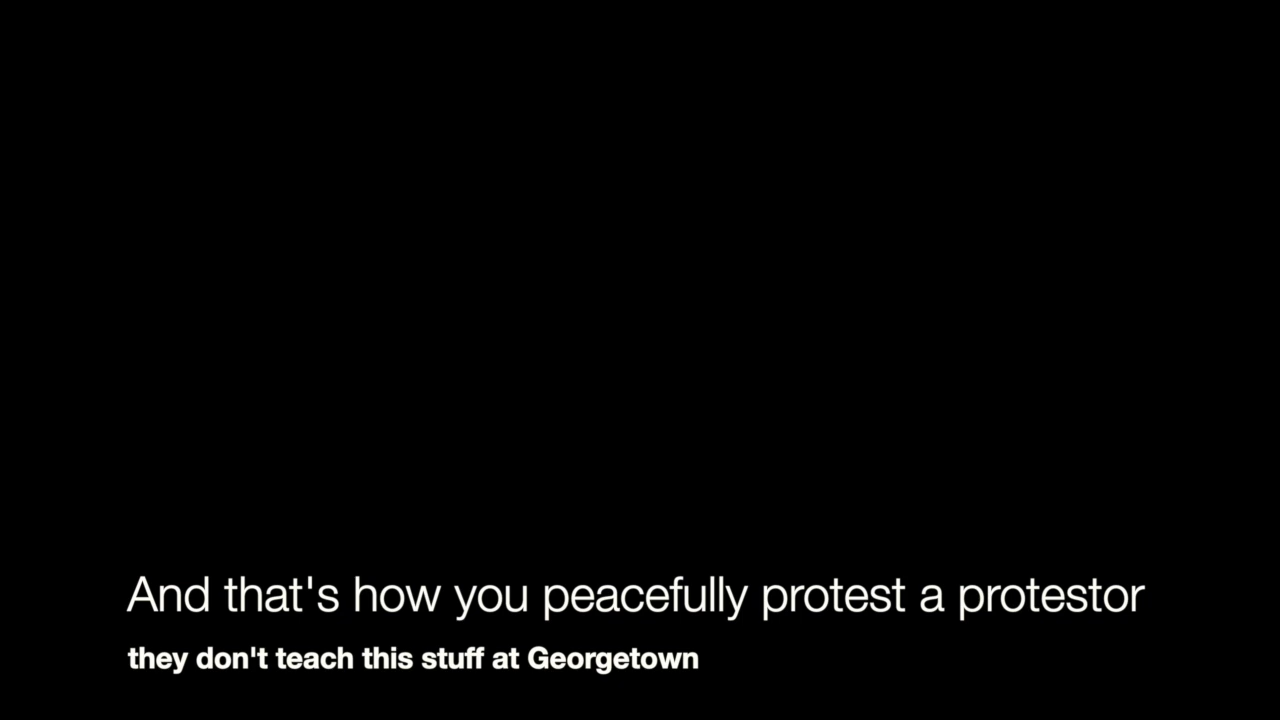 And that's how you peacefully protest a protestor
they don't teach this stuff at Georgetown